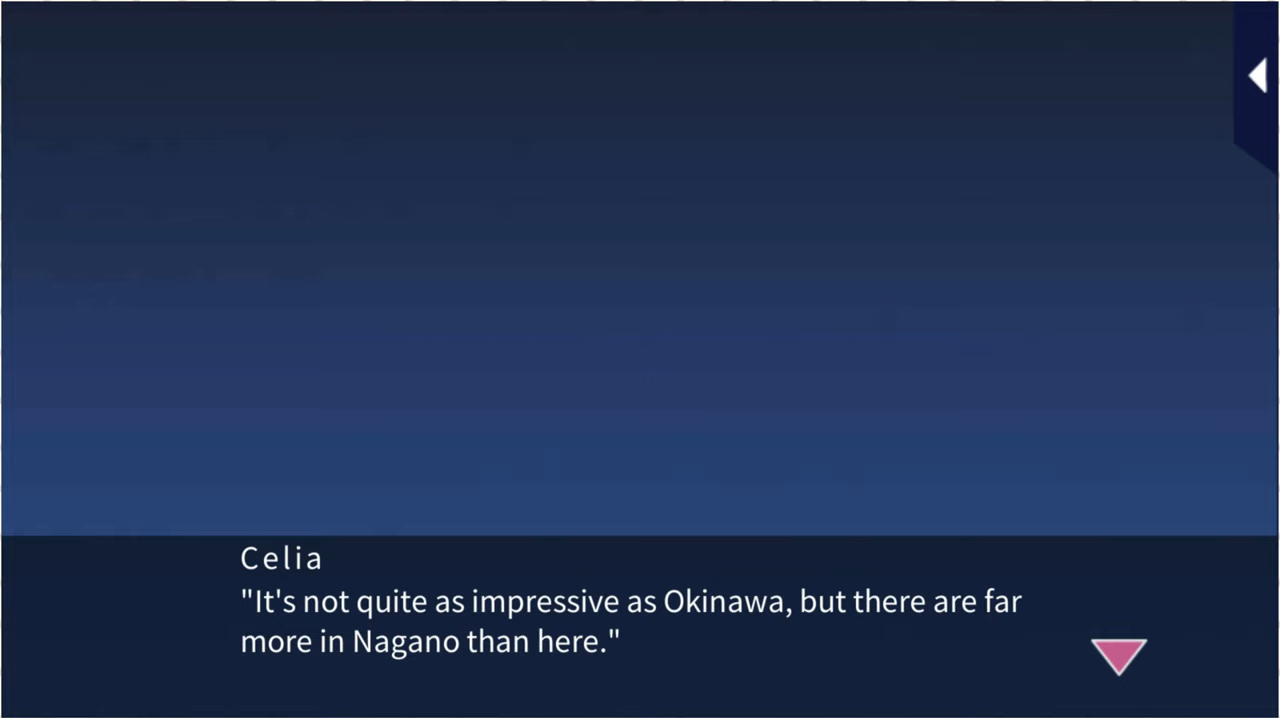 Celia
"It's not quite as impressive as Okinawa, but there are far
more in Nagano than here."